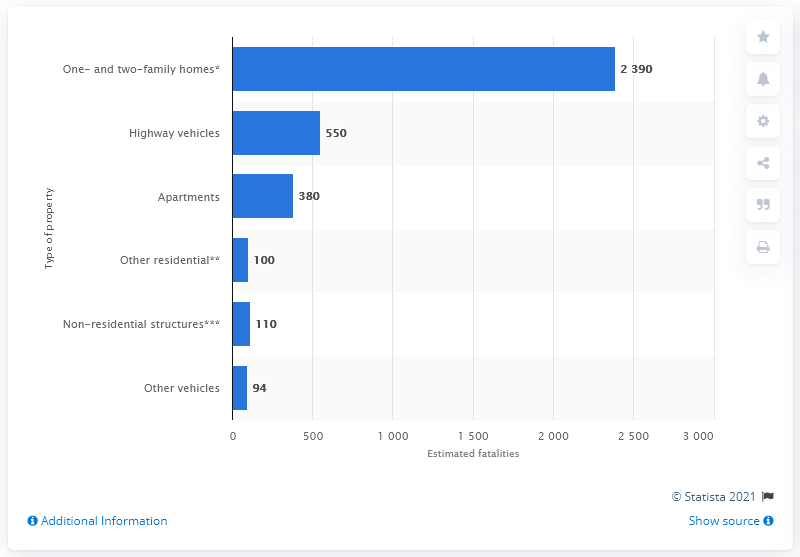 One- and two-family homes* 2 390
Highway vehicles 550
Apartments 380
Other residential** 100
Non-residential structures*** 110
Other vehicles 94
Type of property
0 500 1 000 1 500 2 000 2 500 3 000
Estimated fatalities
© Statista 2021
Additional Information
Show source